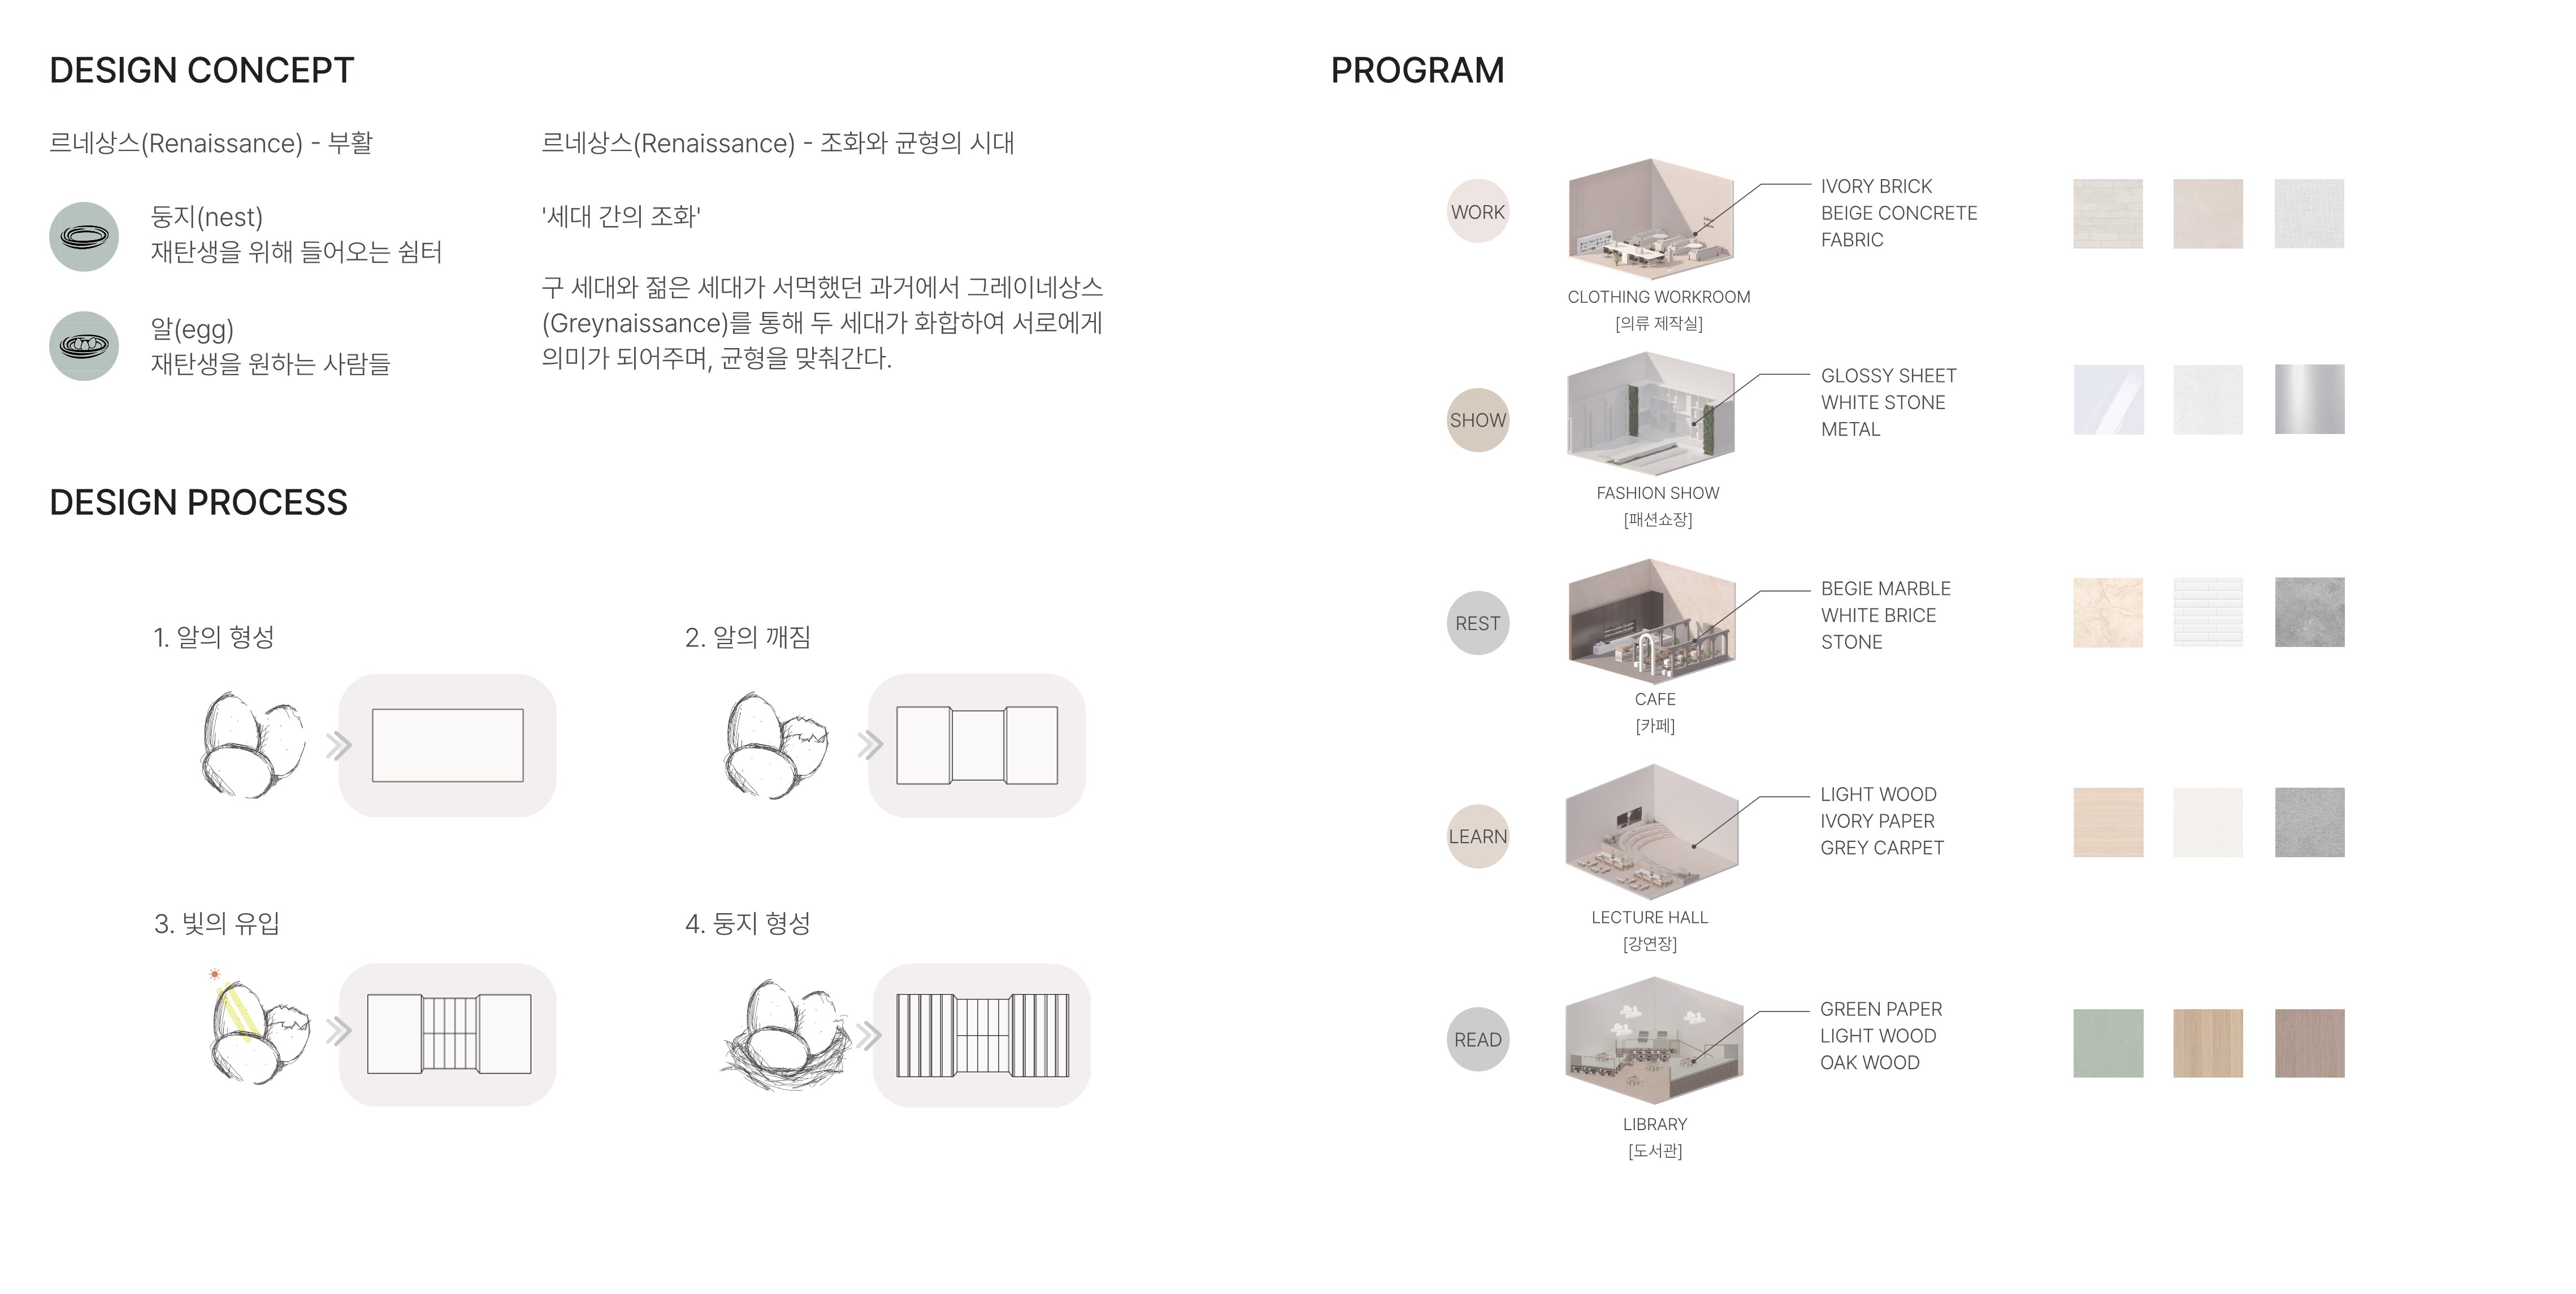 DESIGN CONCEPT
르네상스(Renaissance) - 부활
둥지(nest)
재탄생을 위해 들어오는 쉼터
알(egg)
재탄생을 원하는 사람들
르네상스(Renaissance) - 조화와 균형의 시대
'세대 간의 조화'
구 세대와 젊은 세대가 서먹했던 과거에서 그레이네상스
(Greynaissance)를 통해 두 세대가 화합하여 서로에게
의미가 되어주며, 균형을 맞춰간다.
DESIGN PROCESS
1. 알의 형성
2. 알의 깨짐
3. 빛의 유입
4. 둥지 형성
PROGRAM
WORK
CLOTHING WORKROOM
[의류 제작실]
IVORY BRICK
BEIGE CONCRETE
FABRIC
SHOW
FASHION SHOW
[패션쇼장]
GLOSSY SHEET
WHITE STONE
METAL
REST
CAFE
[카페]
BEGIE MARBLE
WHITE BRICE
STONE
LEARN
LECTURE HALL
[강연장]
LIGHT WOOD
IVORY PAPER
GREY CARPET
READ
LIBRARY
[도서관]
GREEN PAPER
LIGHT WOOD
OAK WOOD